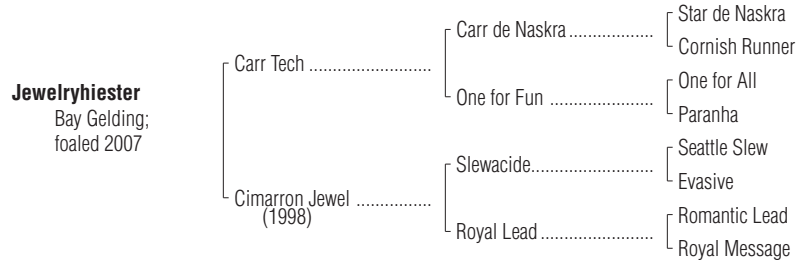 Jewelryhiester
Bay Gelding;
foaled 2007
Carr Tech
Cimarron Jewel
(1998)
Carr de Naskra
One for Fun
Slewacide
Royal Lead
Star de Naskra
Cornish Runner
One for All
Paranha
Seattle Slew
Evasive
Romantic Lead
Royal Message